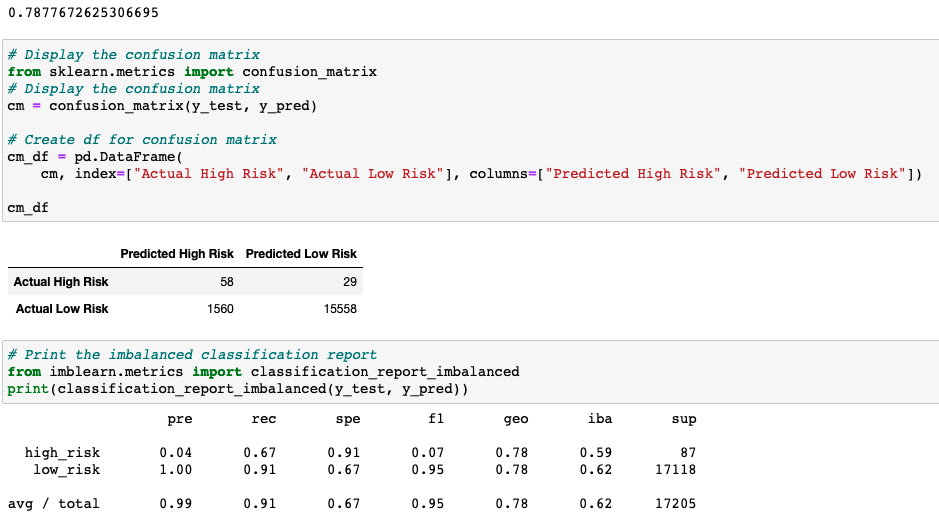 0.7877672625306695
# Display the confusion matrix
from sklearn.metrics import confusion_matrix
# Display the confusion matrix
cm = confusion_matrix(y_test, y_pred)
# Create df for confusion matrix
cm_df = pd.DataFrame(
    cm, index=["Actual High Risk", "Actual Low Risk"], columns=["Predicted High Risk", "Predicted Low Risk"])
cm_df
Predicted High Risk Predicted Low Risk
Actual High Risk 58 29
Actual Low Risk 1560 15558
# Print the imbalanced classification report
from imblearn.metrics import classification_report_imbalanced
print(classification_report_imbalanced(y_test, y_pred))
pre rec spe f1 geo iba sup
high_risk 0.04 0.67 0.91 0.07 0.78 0.59 87
low_risk 1.00 0.91 0.67 0.95 0.78 0.62 17118
avg / total 0.99 0.91 0.67 0.95 0.78 0.62 17205